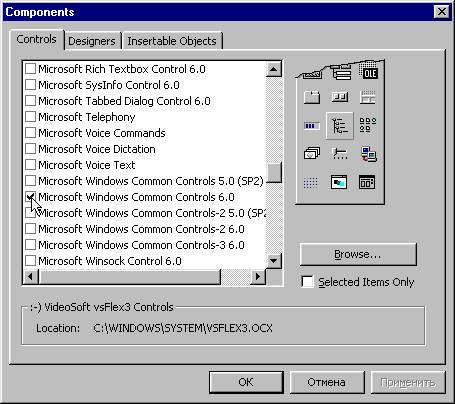 Components
Controls Designers Insertable Objects
Microsoft Rich Textbox Control 6.0
Microsoft SysInfo Control 6.0
Microsoft Tabbed Dialog Control 6.0
Microsoft Telephony
Microsoft Voice Commands
Microsoft Voice Dictation
Microsoft Voice Text
Microsoft Windows Common Controls 5.0 (SP2)
Microsoft Windows Common Controls 6.0
Microsoft Windows Common Controls-2 5.0 (SP2
Microsoft Windows Common Controls-2 6.0
Microsoft Windows Common Controls-3 6.0
Microsoft Winsock Control 6.0
OLE
Browse...
Selected Items Only
:-) VideoSoft vsFlex3 Controls
Location: C:\WINDOWS\SYSTEM\VSFLEX3.OCX
OK Отмена Применить